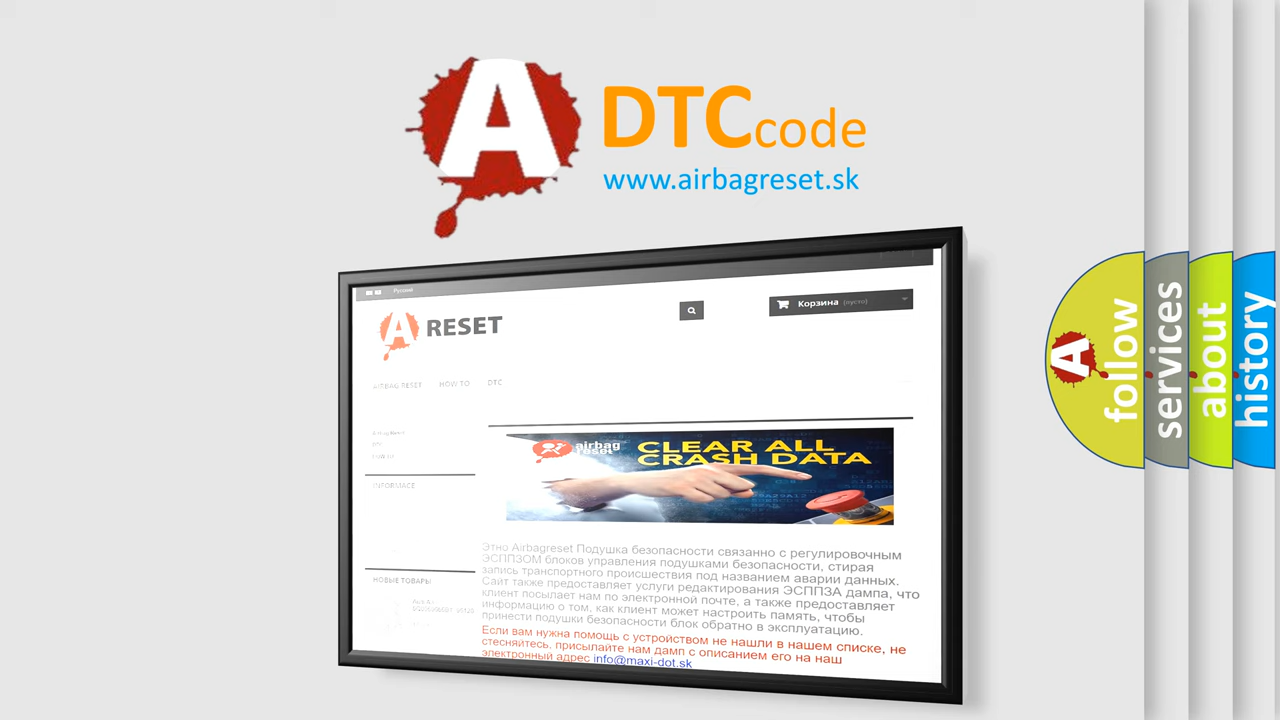 A DTCcode
www.airbagreset.sk
Русский
A RESET
Корзина (пусто)
AIRBAG RESET HOW TO DTC
INFORMACE
НОВЫЕ ТОВАРЫ
airbag
reset
CLEAR ALL
CRASH DATA
Этно Airbagreset Подушка безопасности связанно с регулировочным
ЭСППЗОМ блоков управления подушками безопасности, стирая
запись транспортного происшествия под названием аварии данных.
Сайт также предоставляет услуги редактирования ЭСППЗА дампа, что
клиент посылает нам по электронной почте, а также предоставляет
информацию о том, как клиент может настроить память, чтобы
принести подушки безопасности блок обратно в эксплуатацию.
Если вам нужна помощь с устройством не нашли в нашем списке, не
стесняйтесь, присылайте нам дамп с описанием его на наш
электронный адрес info@maxi-dot.sk
A follow
services
about
history